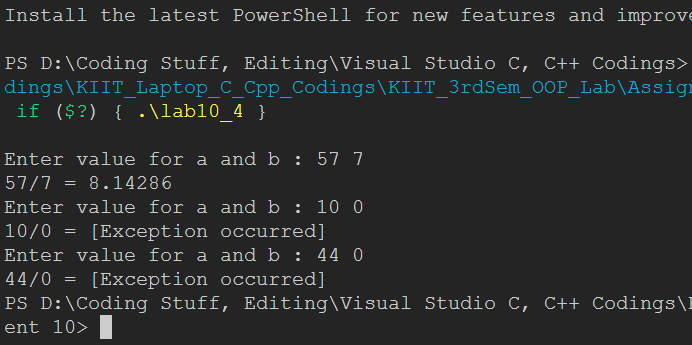 Install the latest PowerShell for new features and improve
PS D:\Coding Stuff, Editing\Visual Studio C, C++ Codings>
dings\KIIT_Laptop_C_Cpp_Codings\KIIT_3rdSem_OOP_Lab\Assig
if ($?) { .\lab10_4 }
Enter value for a and b : 57 7
57/7 = 8.14286
Enter value for a and b : 10 0
10/0 = [Exception occurred]
Enter value for a and b : 44 0
44/0 = [Exception occurred]
PS D:\Coding Stuff, Editing\Visual Studio C, C++ Codings\
ent 10>